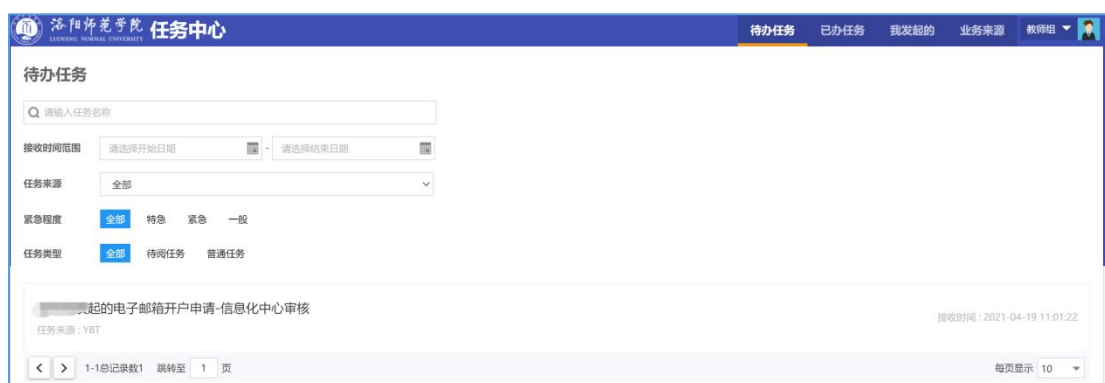 洛阳师范学院 任务中心 待办任务 已办任务 我发起的 业务来源 教师组
LUOYANG NORMAL UNIVERSITY
待办任务
请输入任务名称
接收时间范围 请选择开始日期 - 请选择结束日期
任务来源 全部
紧急程度 全部 特急 紧急 一般
任务类型 全部 待阅任务 普通任务
起的电子邮箱开户申请-信息化中心审核
接收时间 : 2021-04-19 11:01:22
任务来源 : YBT
1-1总记录数1 跳转至 1 页 每页显示 10